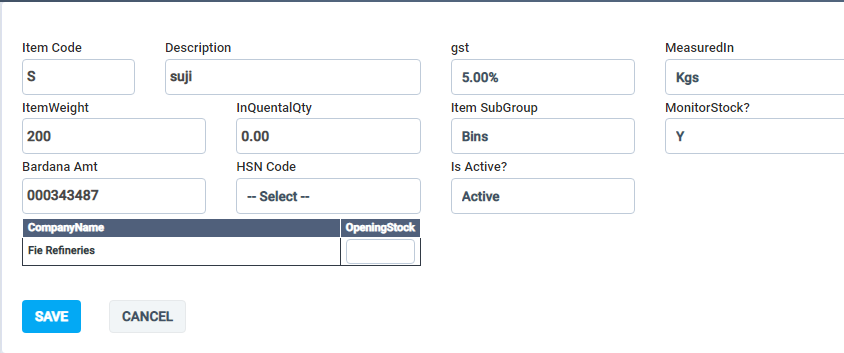 Item Code Description gst MeasuredIn
S suji 5.00% Kgs
ItemWeight InQuentalQty Item SubGroup MonitorStock?
200 0.00 Bins Y
Bardana Amt HSN Code Is Active?
000343487 -- Select -- Active
CompanyName OpeningStock
Fie Refineries
SAVE CANCEL